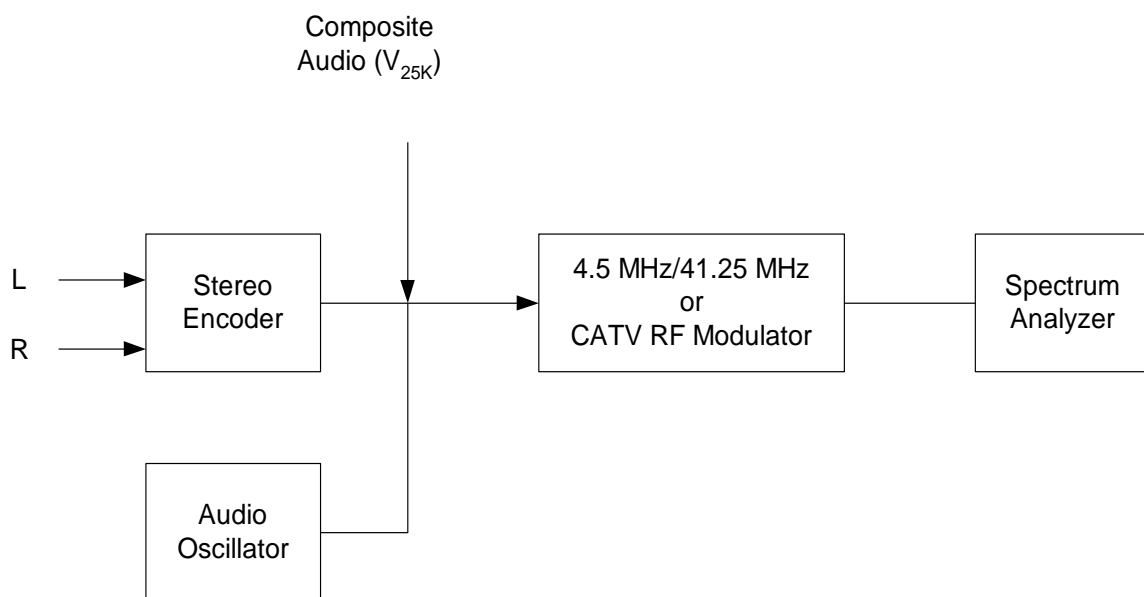 Composite
Audio (V25K)
L
R
Stereo
Encoder
4.5 MHz/41.25 MHz
or
CATV RF Modulator
Spectrum
Analyzer
Audio
Oscillator